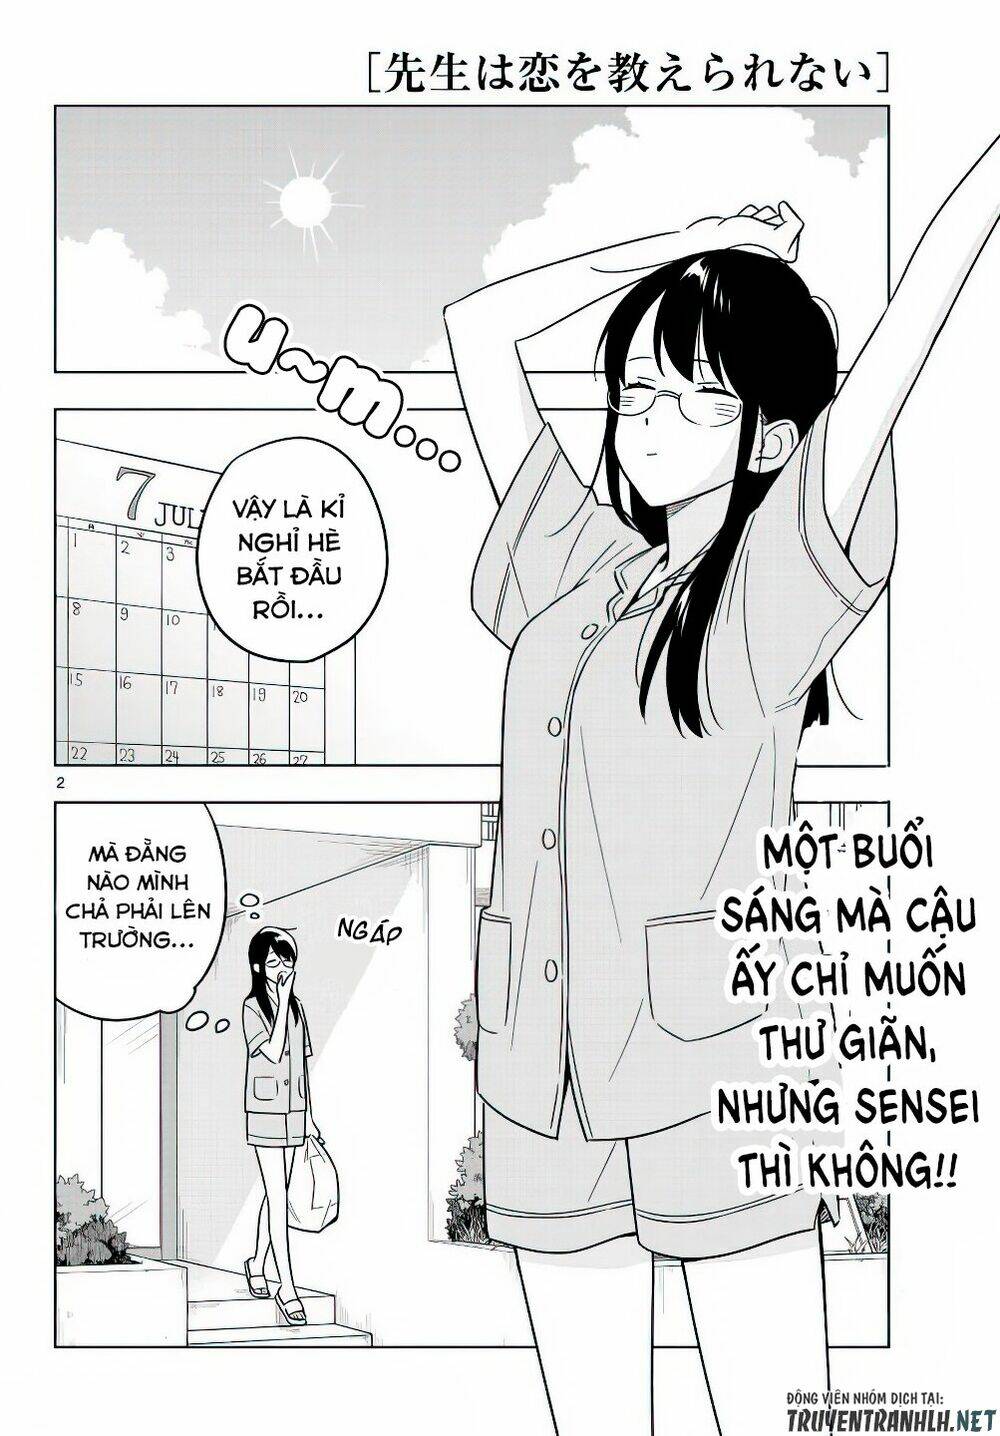 [先生は恋を教えられない]
U~M...
7 JUL
1 2 3
8 9 10
15 16 17 18 19 20
22 23 24 25 26 27
VẬY LÀ KỈ
NGHỈ HÈ
BẮT ĐẦU
RỒI...
2
MÀ ĐẰNG
NÀO MÌNH
CHẢ PHẢI LÊN
TRƯỜNG...
NGÁP
MỘT BUỔI
SÁNG MÀ CẬU
ẤY CHỈ MUỐN
THƯ GIÃN,
NHƯNG SENSEI
THÌ KHÔNG!!
ĐỘNG VIÊN NHÓM DỊCH TẠI:
TRUYENTRANHLH.NET